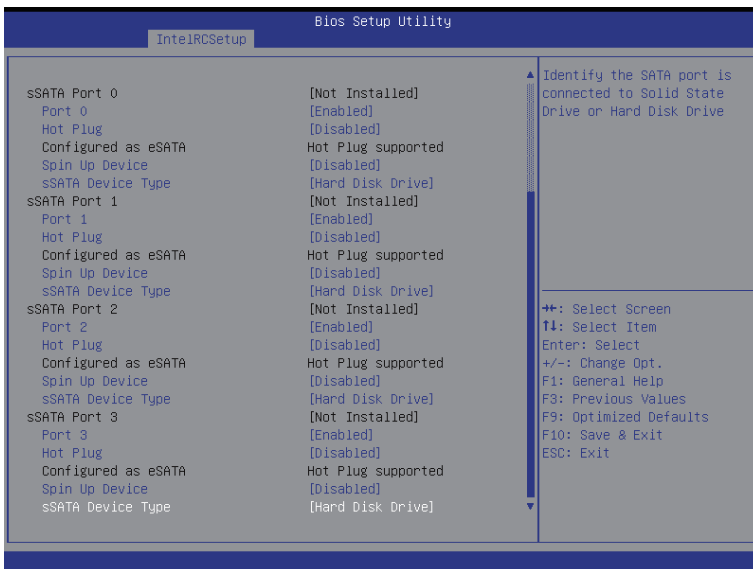 Bios Setup Utility
IntelRCSetup
sSATA Port 0 [Not Installed]
Port 0 [Enabled]
Hot Plug [Disabled]
Configured as eSATA Hot Plug supported
Spin Up Device [Disabled]
sSATA Device Type [Hard Disk Drive]
sSATA Port 1 [Not Installed]
Port 1 [Enabled]
Hot Plug [Disabled]
Configured as eSATA Hot Plug supported
Spin Up Device [Disabled]
sSATA Device Type [Hard Disk Drive]
sSATA Port 2 [Not Installed]
Port 2 [Enabled]
Hot Plug [Disabled]
Configured as eSATA Hot Plug supported
Spin Up Device [Disabled]
sSATA Device Type [Hard Disk Drive]
sSATA Port 3 [Not Installed]
Port 3 [Enabled]
Hot Plug [Disabled]
Configured as eSATA Hot Plug supported
Spin Up Device [Disabled]
sSATA Device Type [Hard Disk Drive]
Identify the SATA port is
connected to Solid State
Drive or Hard Disk Drive
→←: Select Screen
↑↓: Select Item
Enter: Select
+/-: Change Opt.
F1: General Help
F3: Previous Values
F9: Optimized Defaults
F10: Save & Exit
ESC: Exit